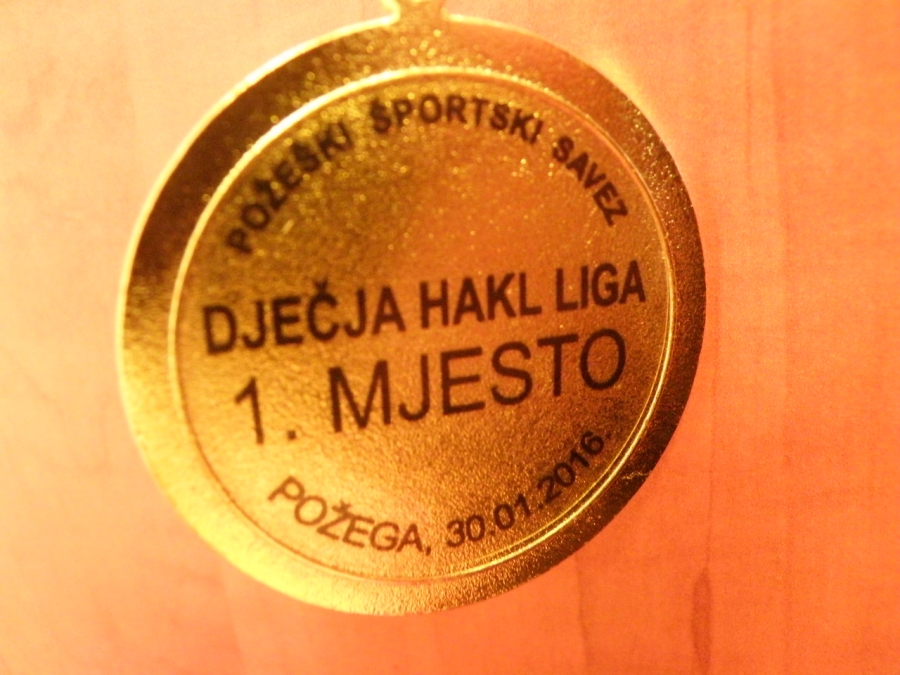 POŽEŠKI ŠPORTSKI SAVEZ
DJEČJA HAKL LIGA
1. MJESTO
POŽEGA, 30.01.2016.